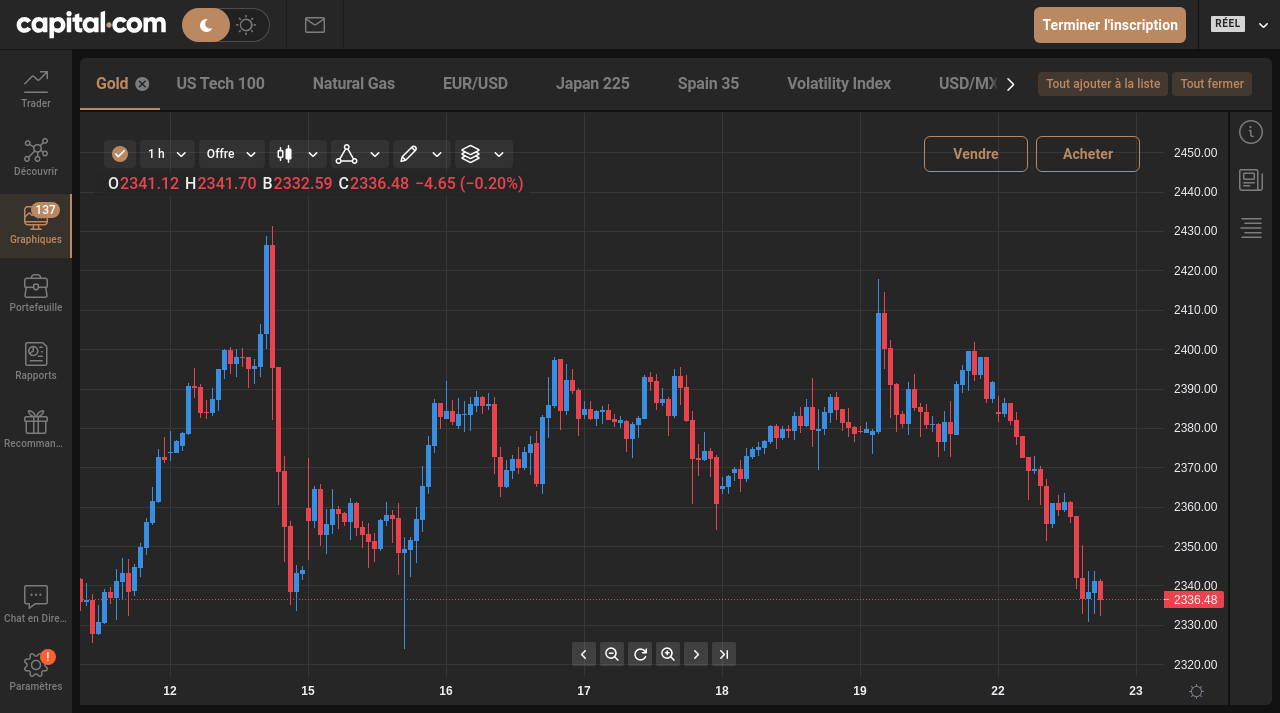 capital.com
Terminer l'inscription
RÉEL
Trader
Découvrir
137
Graphiques
Portefeuille
Rapports
Recomman...
Chat en Dire...
!
Paramètres
Gold US Tech 100 Natural Gas EUR/USD Japan 225 Spain 35 Volatility Index USD/MX
Tout ajouter à la liste Tout fermer
1 h Offre
Vendre Acheter
O2341.12 H2341.70 B2332.59 C2336.48 −4.65 (−0.20%)
2450.00
2440.00
2430.00
2420.00
2410.00
2400.00
2390.00
2380.00
2370.00
2360.00
2350.00
2340.00
2336.48
2330.00
2320.00
12 15 16 17 18 19 22 23